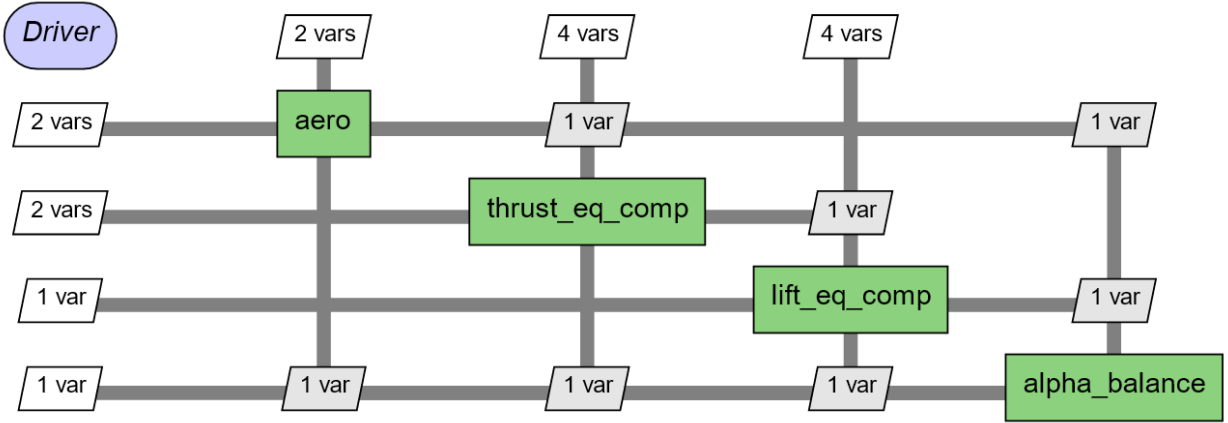 Driver
2 vars
4 vars
4 vars
2 vars
aero
1 var
1 var
2 vars
thrust_eq_comp
1 var
1 var
lift_eq_comp
1 var
1 var
1 var
1 var
1 var
alpha_balance